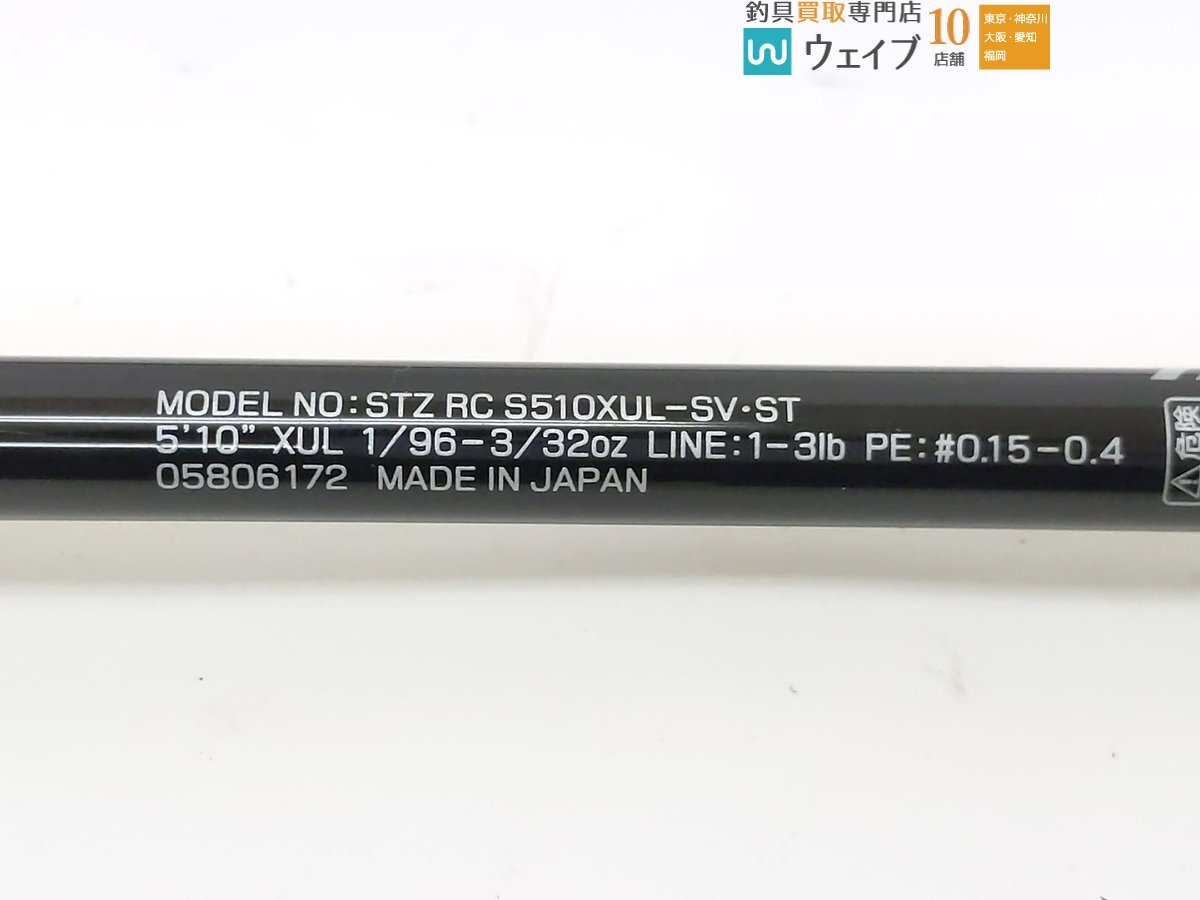 釣具買取専門店
ウェイブ
10
店舗
東京・神奈川
大阪・愛知
福岡
MODEL NO:STZ RC S510XUL-SV・ST
5'10" XUL 1/96-3/32oz LINE:1-3lb PE:#0.15-0.4
05806172 MADE IN JAPAN
危険